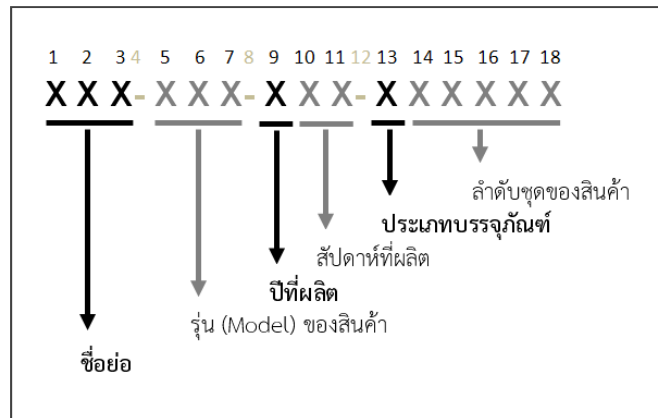 1 2 3 4 5 6 7 8 9 10 11 12 13 14 15 16 17 18
X X X - X X X - X X X - X X X X X X
ลำดับชุดของสินค้า
ประเภทบรรจุภัณฑ์
สัปดาห์ที่ผลิต
ปีที่ผลิต
รุ่น (Model) ของสินค้า
ชื่อย่อ